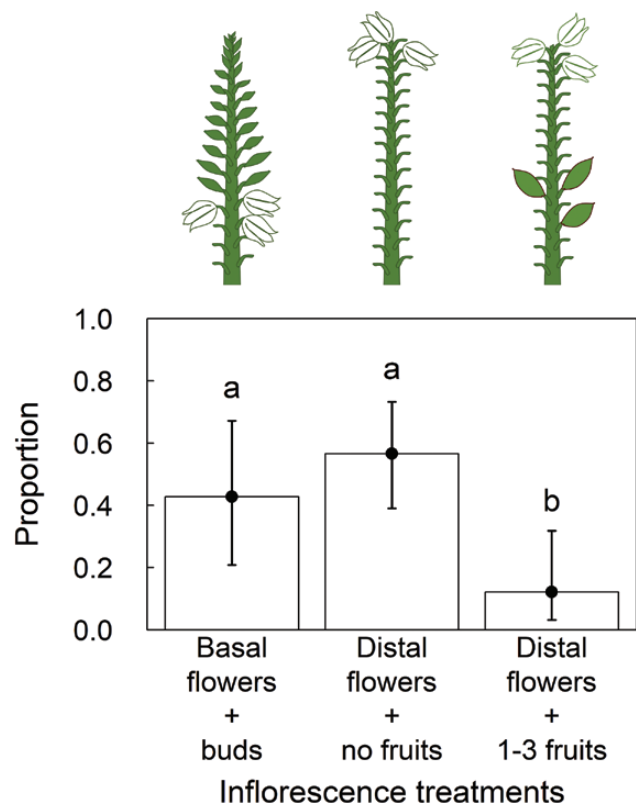 1.0
0.8
0.6
0.4
0.2
0.0
Proportion
a
a
b
Basal
flowers
+
buds
Distal
flowers
+
no fruits
Distal
flowers
+
1-3 fruits
Inflorescence treatments